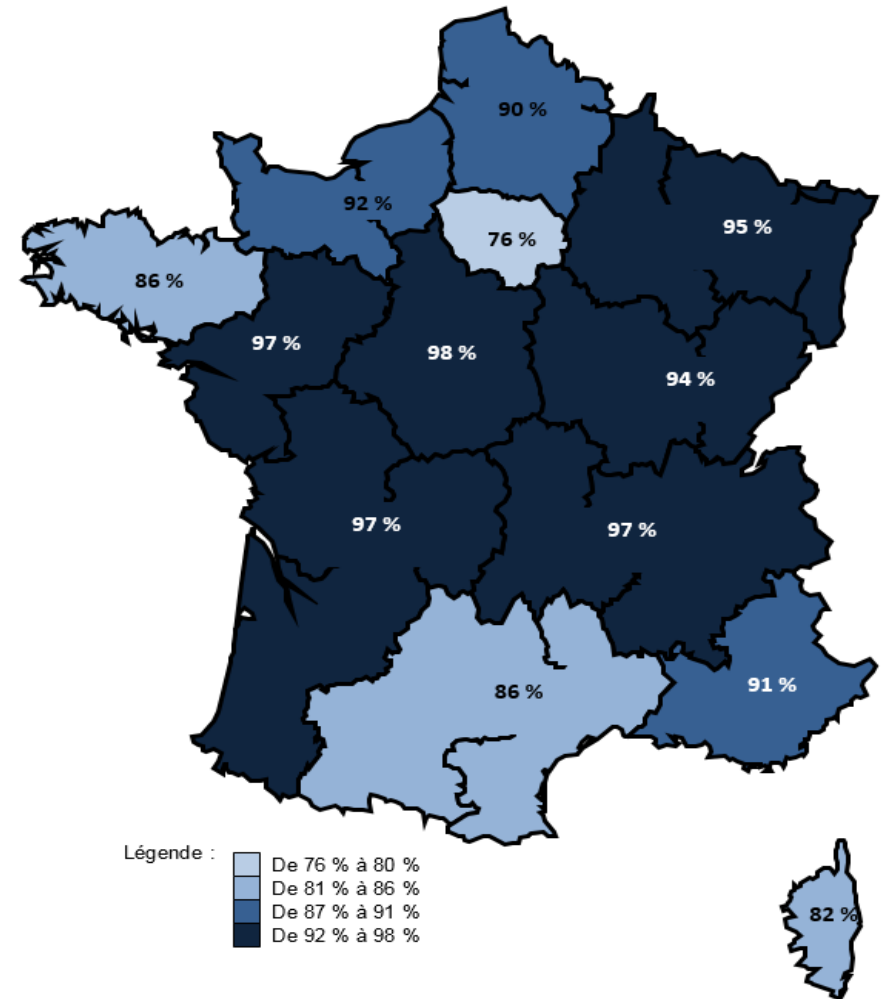 90 %
92 %
76 %
95 %
86 %
97 %
98 %
94 %
97 %
97 %
91 %
86 %
Légende :
De 76 % à 80 %
De 81 % à 86 %
De 87 % à 91 %
De 92 % à 98 %
82 %